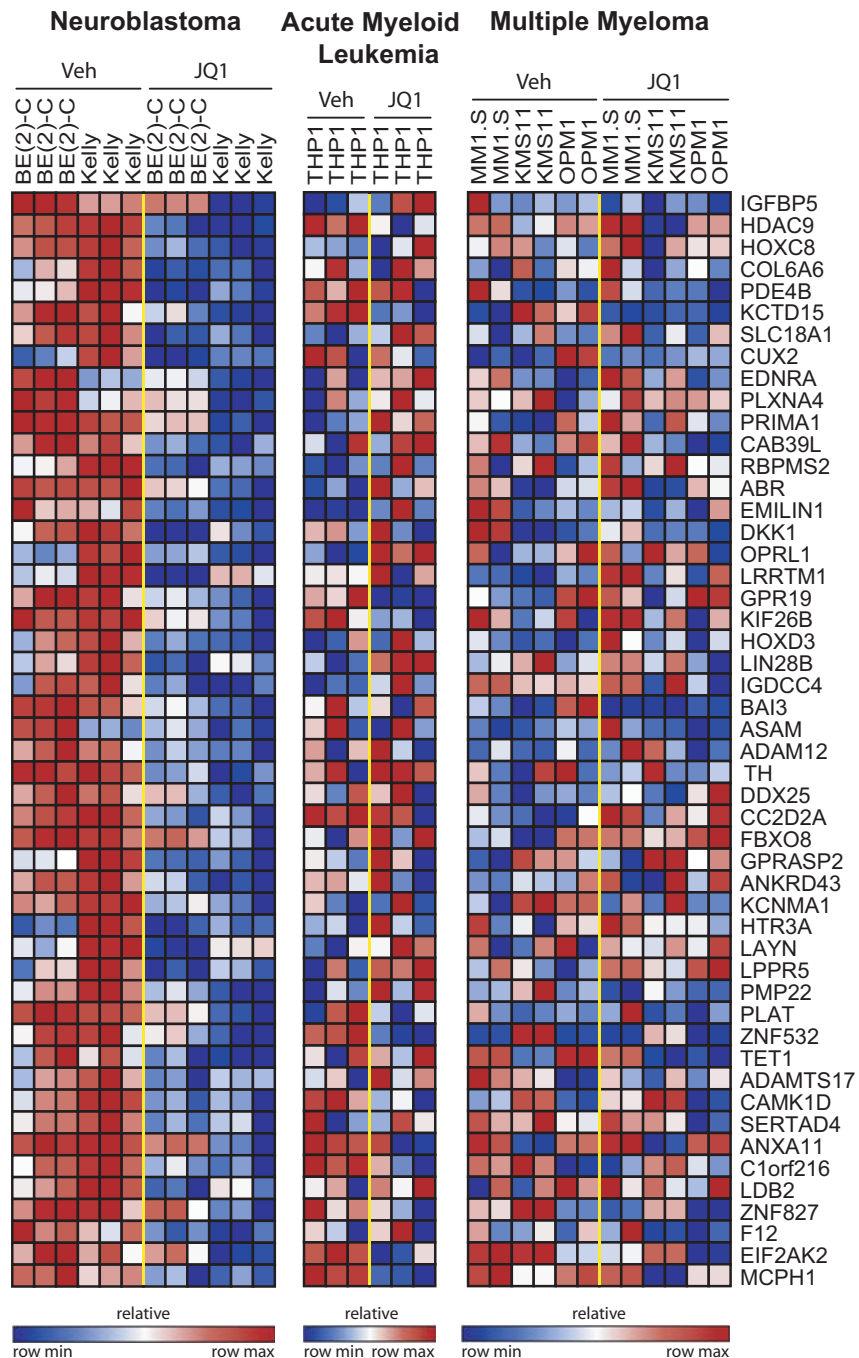 Neuroblastoma
Acute Myeloid
Leukemia
Multiple Myeloma
Veh JQ1
Veh JQ1
Veh JQ1
BE(2)-C BE(2)-C BE(2)-C Kelly Kelly Kelly BE(2)-C BE(2)-C BE(2)-C Kelly Kelly Kelly
THP1 THP1 THP1 THP1 THP1 THP1
MM1.S MM1.S KMS11 KMS11 OPM1 OPM1 MM1.S MM1.S KMS11 KMS11 OPM1 OPM1
IGFBP5
HDAC9
HOXC8
COL6A6
PDE4B
KCTD15
SLC18A1
CUX2
EDNRA
PLXNA4
PRIMA1
CAB39L
RBPMS2
ABR
EMILIN1
DKK1
OPRL1
LRRTM1
GPR19
KIF26B
HOXD3
LIN28B
IGDCC4
BAI3
ASAM
ADAM12
TH
DDX25
CC2D2A
FBXO8
GPRASP2
ANKRD43
KCNMA1
HTR3A
LAYN
LPPR5
PMP22
PLAT
ZNF532
TET1
ADAMTS17
CAMK1D
SERTAD4
ANXA11
C1orf216
LDB2
ZNF827
F12
EIF2AK2
MCPH1
relative
row min row max
relative
row min row max
relative
row min row max